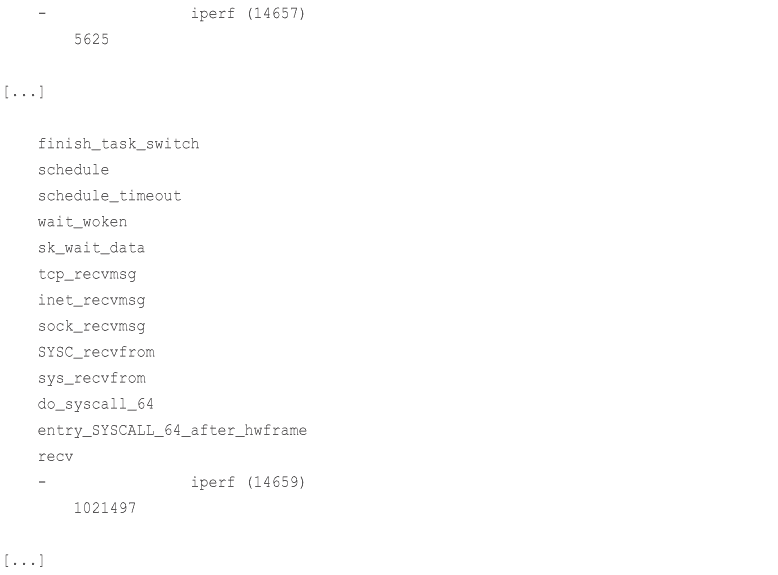 -                iperf (14657)
5625
[...]
finish_task_switch
schedule
schedule_timeout
wait_woken
sk_wait_data
tcp_recvmsg
inet_recvmsg
sock_recvmsg
SYSC_recvfrom
sys_recvfrom
do_syscall_64
entry_SYSCALL_64_after_hwframe
recv
-                iperf (14659)
1021497
[...]